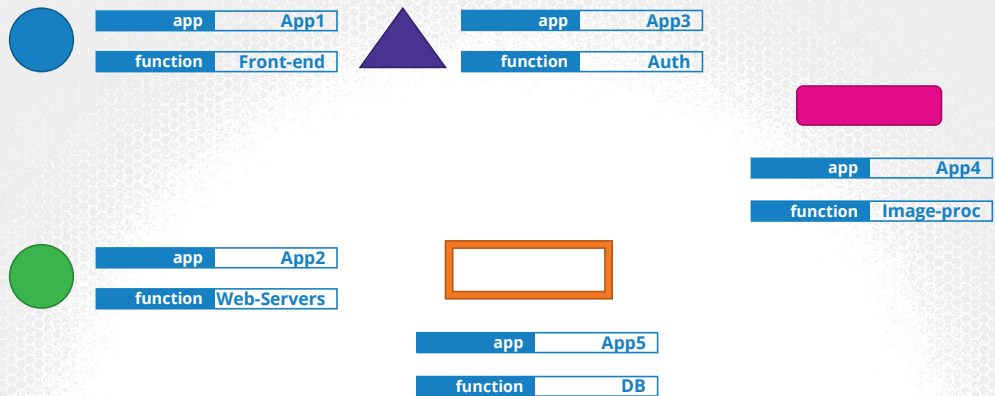 app App1
function Front-end
app App3
function Auth
app App4
function Image-proc
app App2
function Web-Servers
app App5
function DB